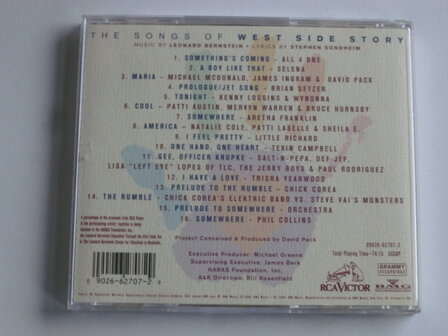 THE SONGS OF WEST SIDE STORY
MUSIC BY LEONARD BERNSTEIN • LYRICS BY STEPHEN SONDHEIM
1. SOMETHING'S COMING - ALL 4 ONE
2. A BOY LIKE THAT - SELENA
3. MARIA - MICHAEL MCDONALD, JAMES INGRAM & DAVID PACK
4. PROLOGUE/JET SONG - BRIAN SETZER
5. TONIGHT - KENNY LOGGINS & WYNONNA
6. COOL - PATTI AUSTIN, MERVYN WARREN & BRUCE HORNSBY
7. SOMEWHERE - ARETHA FRANKLIN
8. AMERICA - NATALIE COLE, PATTI LABELLE & SHEILA E.
9. I FEEL PRETTY - LITTLE RICHARD
10. ONE HAND, ONE HEART - TEVIN CAMPBELL
11. GEE, OFFICER KRUPKE - SALT-N-PEPA, DEF JEF,
LISA "LEFT EYE" LOPES OF TLC, THE JERKY BOYS & PAUL RODRIGUEZ
12. I HAVE A LOVE - TRISHA YEARWOOD
13. PRELUDE TO THE RUMBLE - CHICK COREA
14. THE RUMBLE - CHICK COREA'S ELEKTRIC BAND VS. STEVE VAI'S MONSTERS
15. PRELUDE TO SOMEWHERE - ORCHESTRA
16. SOMEWHERE - PHIL COLLINS
Project Conceived & Produced by David Pack
Executive Producer: Michael Greene
Supervising Executive: James Berk
NARAS Foundation, Inc.
A&R Direction: Bill Rosenfield
09026-62707-2
Total Playing Time-74:15 ASCAP
0 9026-62707-2 9
RCA VICTOR
GRAMMY
RECORDINGS
BMG
CLASSICS